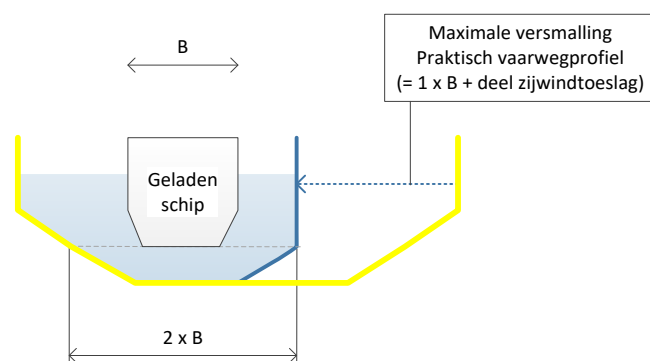 B
Maximale versmalling
Praktisch vaarwegprofiel
(= 1 x B + deel zijwindtoeslag)
Geladen
schip
2 x B